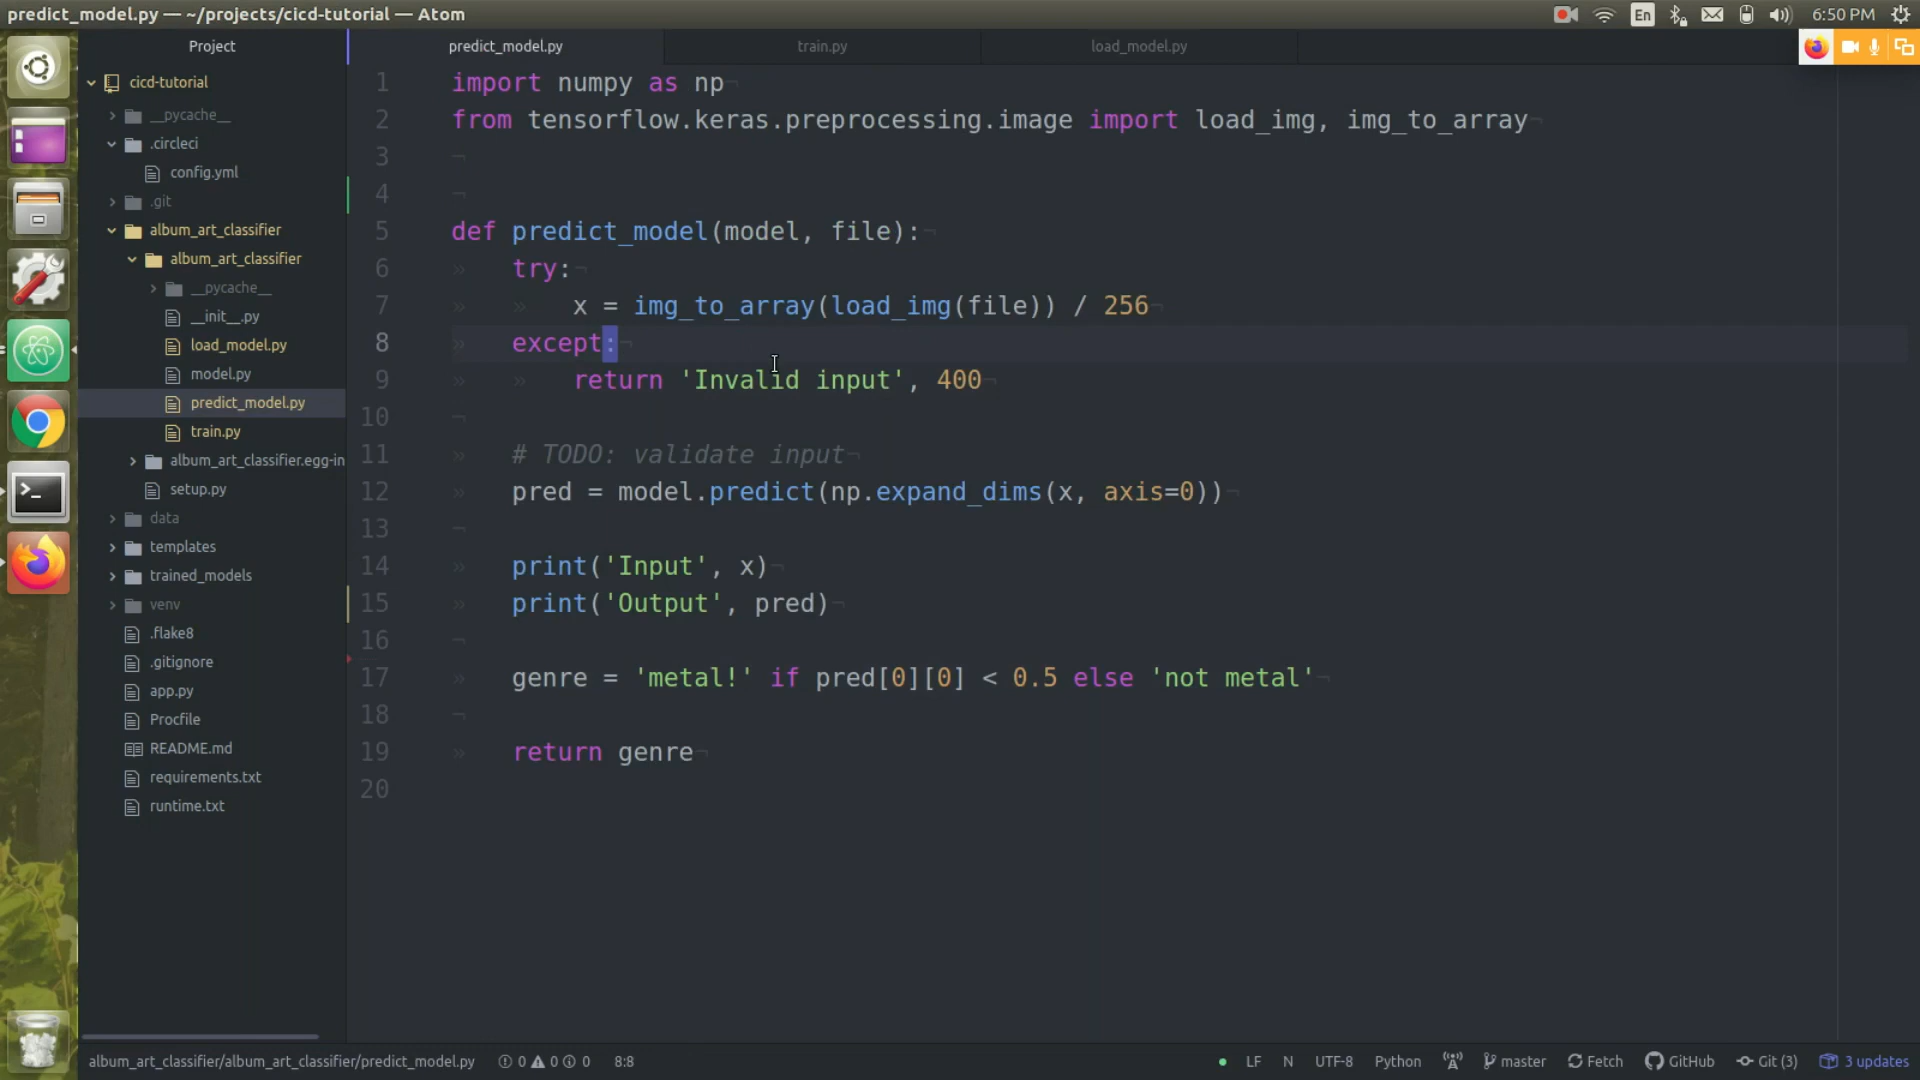 predict_model.py — ~/projects/cicd-tutorial — Atom
En
6:50 PM
Project
predict_model.py
train.py
load_model.py
cicd-tutorial
__pycache__
.circleci
config.yml
.git
album_art_classifier
album_art_classifier
__pycache__
__init__.py
load_model.py
model.py
predict_model.py
train.py
album_art_classifier.egg-in
setup.py
data
templates
trained_models
venv
.flake8
.gitignore
app.py
Procfile
README.md
requirements.txt
runtime.txt
1 import numpy as np
2 from tensorflow.keras.preprocessing.image import load_img, img_to_array
3
4
5 def predict_model(model, file):
6 try:
7 x = img_to_array(load_img(file)) / 256
8 except:
9 return 'Invalid input', 400
10
11 # TODO: validate input
12 pred = model.predict(np.expand_dims(x, axis=0))
13
14 print('Input', x)
15 print('Output', pred)
16
17 genre = 'metal!' if pred[0][0] < 0.5 else 'not metal'
18
19 return genre
20
album_art_classifier/album_art_classifier/predict_model.py 0 0 0 8:8
LF N UTF-8 Python master Fetch GitHub Git (3) 3 updates